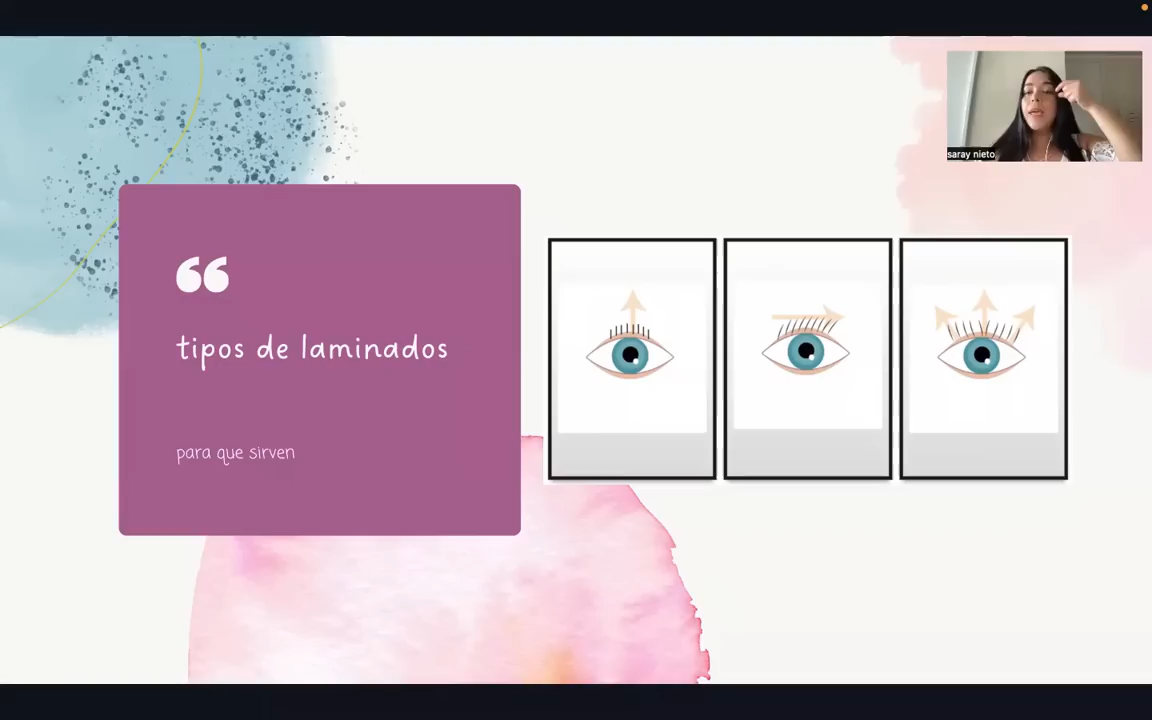 saray nieto
“
tipos de laminados
para que sirven